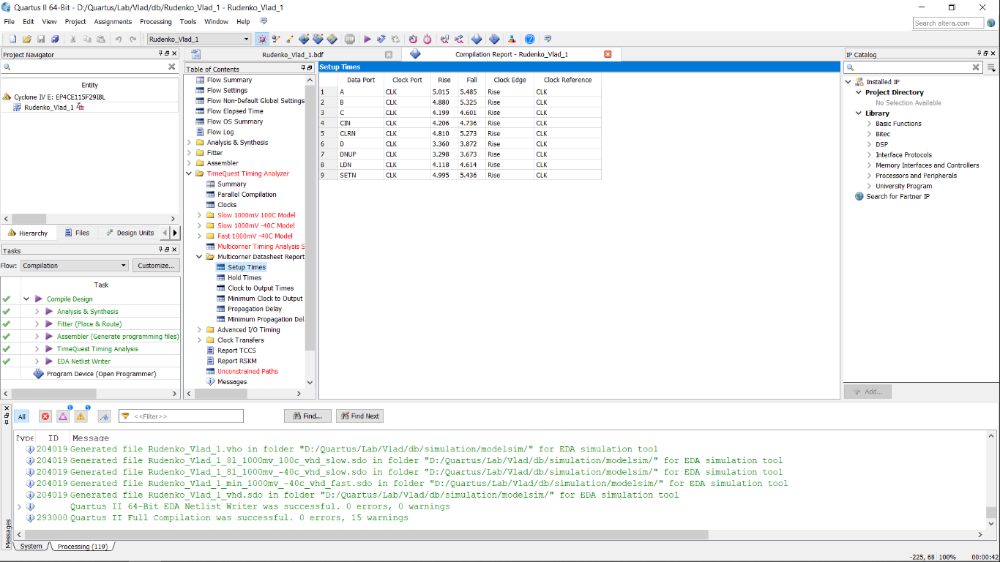 Quartus II 64-Bit - D:/Quartus/Lab/Vlad/db/Rudenko_Vlad_1 - Rudenko_Vlad_1
File Edit View Project Assignments Processing Tools Window Help
Search altera.com
Rudenko_Vlad_1
Project Navigator
Entity
Cyclone IV E: EP4CE115F29I8L
Rudenko_Vlad_1
Hierarchy Files Design Units
Tasks
Flow: Compilation Customize...
Task
Compile Design
Analysis & Synthesis
Fitter (Place & Route)
Assembler (Generate programming files)
TimeQuest Timing Analysis
EDA Netlist Writer
Program Device (Open Programmer)
Rudenko_Vlad_1.bdf
Compilation Report - Rudenko_Vlad_1
Table of Contents
Flow Summary
Flow Settings
Flow Non-Default Global Settings
Flow Elapsed Time
Flow OS Summary
Flow Log
Analysis & Synthesis
Fitter
Assembler
TimeQuest Timing Analyzer
Summary
Parallel Compilation
Clocks
Slow 1000mV 100C Model
Slow 1000mV -40C Model
Fast 1000mV -40C Model
Multicorner Timing Analysis S
Multicorner Datasheet Report
Setup Times
Hold Times
Clock to Output Times
Minimum Clock to Output
Propagation Delay
Minimum Propagation Del
Advanced I/O Timing
Clock Transfers
Report TCCS
Report RSKM
Unconstrained Paths
Messages
Setup Times
Data Port Clock Port Rise Fall Clock Edge Clock Reference
1 A CLK 5.015 5.485 Rise CLK
2 B CLK 4.880 5.325 Rise CLK
3 C CLK 4.199 4.601 Rise CLK
4 CIN CLK 4.206 4.736 Rise CLK
5 CLRN CLK 4.810 5.273 Rise CLK
6 D CLK 3.360 3.872 Rise CLK
7 DNUP CLK 3.298 3.673 Rise CLK
8 LDN CLK 4.118 4.614 Rise CLK
9 SETN CLK 4.995 5.436 Rise CLK
IP Catalog
Installed IP
Project Directory
No Selection Available
Library
Basic Functions
Bitec
DSP
Interface Protocols
Memory Interfaces and Controllers
Processors and Peripherals
University Program
Search for Partner IP
Add...
All <<Filter>> Find... Find Next
Type ID Message
204019 Generated file Rudenko_Vlad_1.vho in folder "D:/Quartus/Lab/Vlad/db/simulation/modelsim/" for EDA simulation tool
204019 Generated file Rudenko_Vlad_1_8l_1000mv_100c_vhd_slow.sdo in folder "D:/Quartus/Lab/Vlad/db/simulation/modelsim/" for EDA simulation tool
204019 Generated file Rudenko_Vlad_1_8l_1000mv_-40c_vhd_slow.sdo in folder "D:/Quartus/Lab/Vlad/db/simulation/modelsim/" for EDA simulation tool
204019 Generated file Rudenko_Vlad_1_min_1000mv_-40c_vhd_fast.sdo in folder "D:/Quartus/Lab/Vlad/db/simulation/modelsim/" for EDA simulation tool
204019 Generated file Rudenko_Vlad_1_vhd.sdo in folder "D:/Quartus/Lab/Vlad/db/simulation/modelsim/" for EDA simulation tool
Quartus II 64-Bit EDA Netlist Writer was successful. 0 errors, 0 warnings
293000 Quartus II Full Compilation was successful. 0 errors, 15 warnings
Messages
System Processing (119)
-225, 68 100% 00:00:42